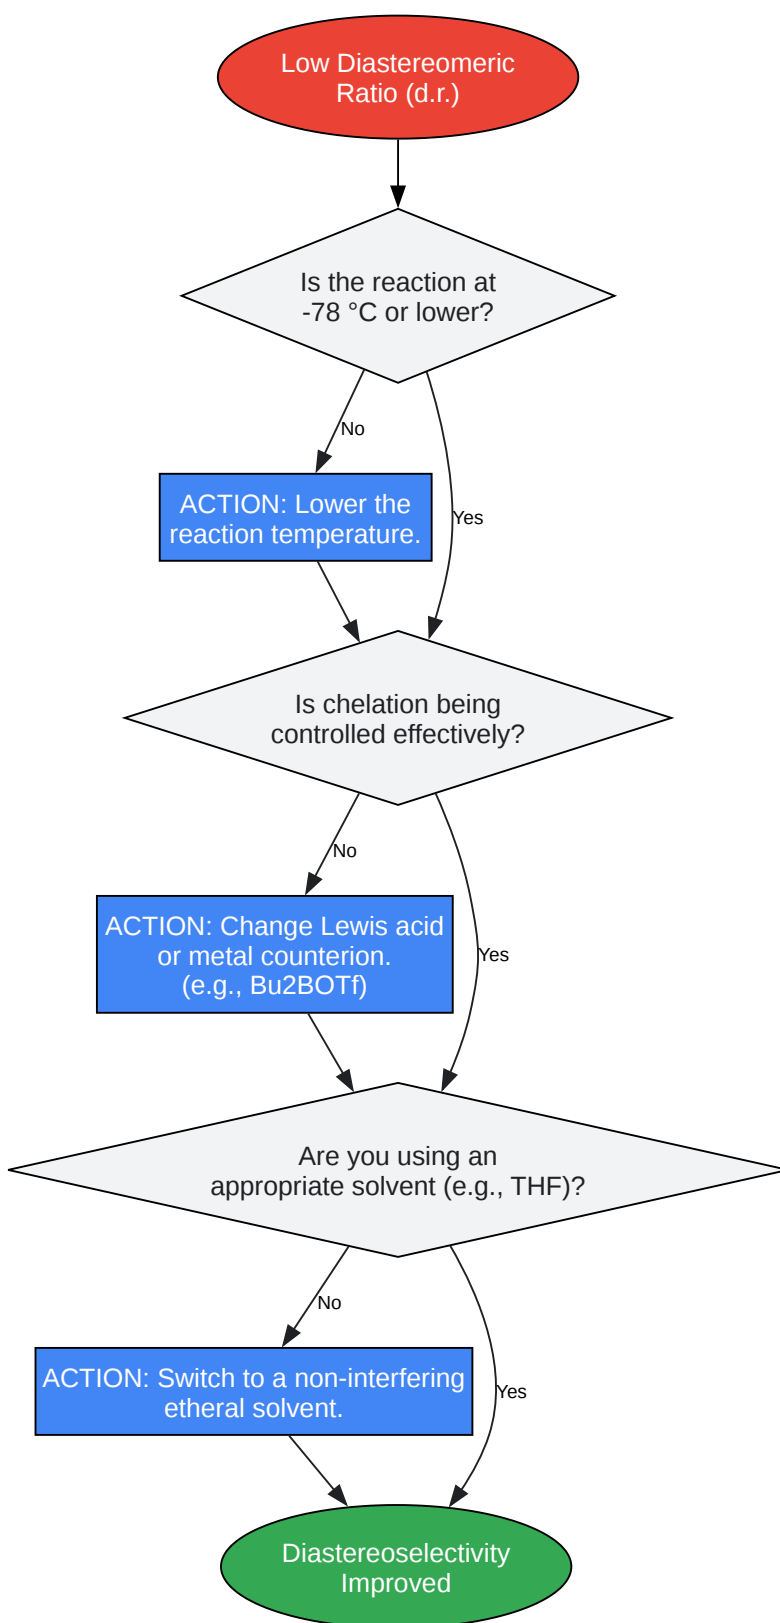 Low Diastereomeric
Ratio (d.r.)
Is the reaction at
-78 °C or lower?
No
Yes
ACTION: Lower the
reaction temperature.
Is chelation being
controlled effectively?
No
Yes
ACTION: Change Lewis acid
or metal counterion.
(e.g., Bu2BOTf)
Are you using an
appropriate solvent (e.g., THF)?
No
Yes
ACTION: Switch to a non-interfering
etheral solvent.
Diastereoselectivity
Improved